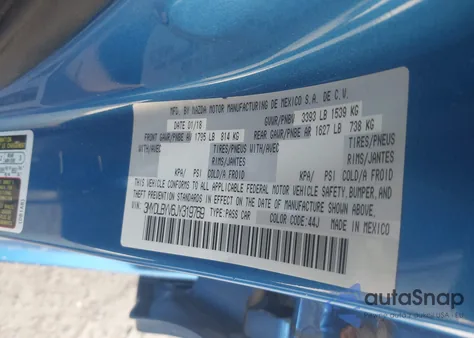 MFD. BY MAZDA MOTOR MANUFACTURING DE MEXICO S.A. DE C.V.
DATE 01/18 GVWR/PNBV 3393 LB 1539 KG
FRONT GAWR/PNBE AR 1795 LB 814 KG REAR GAWR/PNBE AR 1627 LB 738 KG
WITH/AVEC TIRES/PNEUS WITH/AVEC TIRES/PNEUS
RIMS/JANTES RIMS/JANTES
KPA/ PSI COLD/A FROID KPA/ PSI COLD/A FROID
THIS VEHICLE CONFORMS TO ALL APPLICABLE FEDERAL MOTOR VEHICLE SAFETY, BUMPER, AND
THEFT PREVENTION STANDARDS IN EFFECT ON THE DATE OF MANUFACTURE SHOWN ABOVE.
VIN: 3MYDLBYV6JY319769 TYPE: PASS CAR COLOR CODE: 44J MADE IN MEXICO
autoSnap